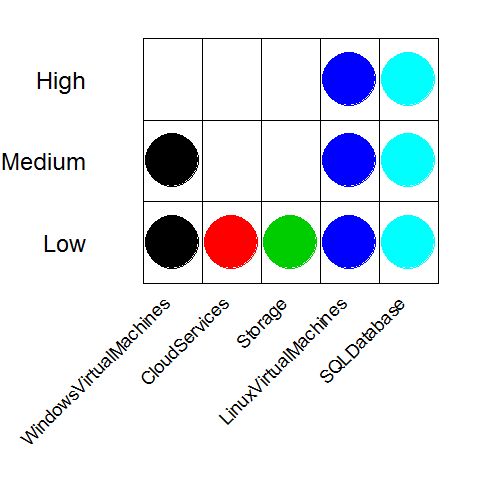 High
Medium
Low
WindowsVirtualMachines
CloudServices
Storage
LinuxVirtualMachines
SQLDatabase